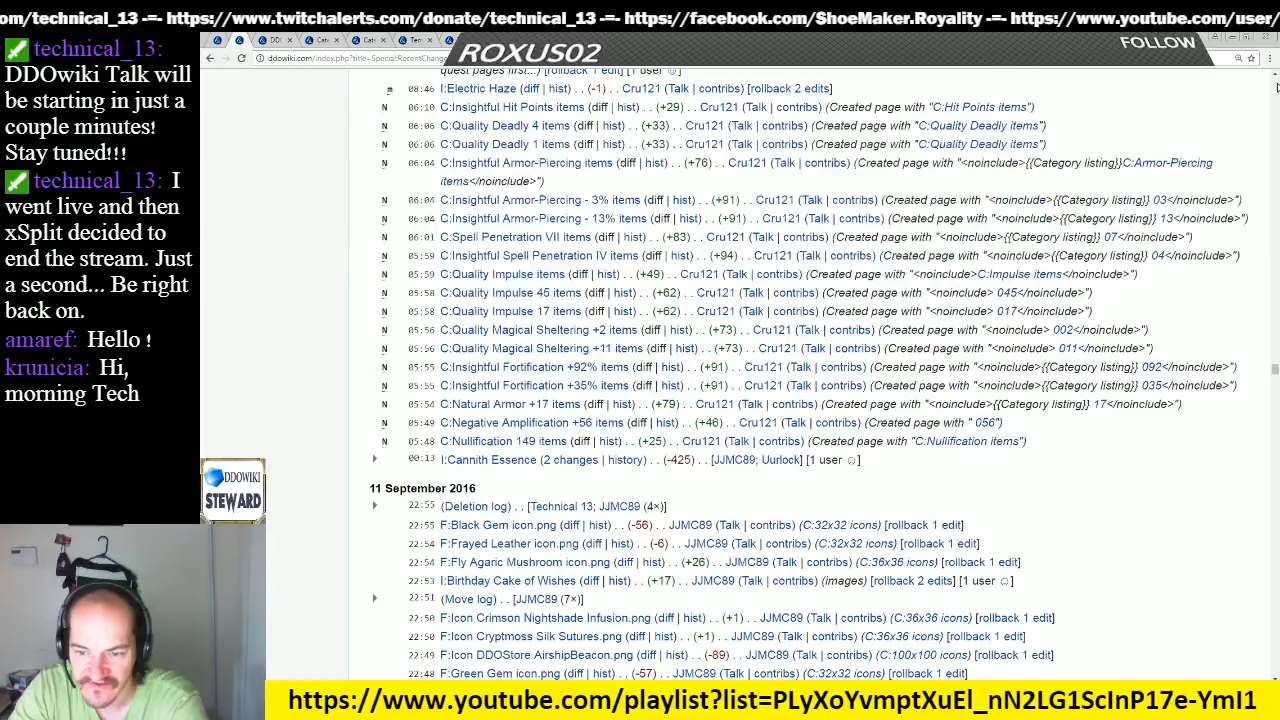 om/technical_13 -=- https://www.twitchalerts.com/donate/technical_13 -=- https://facebook.com/ShoeMaker.Royality -=- https://www.youtube.com/user/
technical_13:
DDOwiki Talk will
be starting in just a
couple minutes!
Stay tuned!!!
technical_13: I
went live and then
xSplit decided to
end the stream. Just
a second... Be right
back on.
amaref: Hello !
krunicia: Hi,
morning Tech
ROXUS02
FOLLOW
ddowiki.com/index.php?title=Special:RecentChange
quest pages first...) [rollback 1 edit] [1 user ☺]
m 08:46 I:Electric Haze (diff | hist) . . (-1) . . Cru121 (Talk | contribs) [rollback 2 edits]
N 06:10 C:Insightful Hit Points items (diff | hist) . . (+29) . . Cru121 (Talk | contribs) (Created page with "C:Hit Points items")
N 06:06 C:Quality Deadly 4 items (diff | hist) . . (+33) . . Cru121 (Talk | contribs) (Created page with "C:Quality Deadly items")
N 06:06 C:Quality Deadly 1 items (diff | hist) . . (+33) . . Cru121 (Talk | contribs) (Created page with "C:Quality Deadly items")
N 06:04 C:Insightful Armor-Piercing items (diff | hist) . . (+76) . . Cru121 (Talk | contribs) (Created page with "<noinclude>{{Category listing}}C:Armor-Piercing
items</noinclude>")
N 06:04 C:Insightful Armor-Piercing - 3% items (diff | hist) . . (+91) . . Cru121 (Talk | contribs) (Created page with "<noinclude>{{Category listing}} 03</noinclude>")
N 06:04 C:Insightful Armor-Piercing - 13% items (diff | hist) . . (+91) . . Cru121 (Talk | contribs) (Created page with "<noinclude>{{Category listing}} 13</noinclude>")
N 06:01 C:Spell Penetration VII items (diff | hist) . . (+83) . . Cru121 (Talk | contribs) (Created page with "<noinclude>{{Category listing}} 07</noinclude>")
N 05:59 C:Insightful Spell Penetration IV items (diff | hist) . . (+94) . . Cru121 (Talk | contribs) (Created page with "<noinclude>{{Category listing}} 04</noinclude>")
N 05:59 C:Quality Impulse items (diff | hist) . . (+49) . . Cru121 (Talk | contribs) (Created page with "<noinclude>C:Impulse items</noinclude>")
N 05:58 C:Quality Impulse 45 items (diff | hist) . . (+62) . . Cru121 (Talk | contribs) (Created page with "<noinclude> 045</noinclude>")
N 05:58 C:Quality Impulse 17 items (diff | hist) . . (+62) . . Cru121 (Talk | contribs) (Created page with "<noinclude> 017</noinclude>")
N 05:56 C:Quality Magical Sheltering +2 items (diff | hist) . . (+73) . . Cru121 (Talk | contribs) (Created page with "<noinclude> 002</noinclude>")
N 05:56 C:Quality Magical Sheltering +11 items (diff | hist) . . (+73) . . Cru121 (Talk | contribs) (Created page with "<noinclude> 011</noinclude>")
N 05:55 C:Insightful Fortification +92% items (diff | hist) . . (+91) . . Cru121 (Talk | contribs) (Created page with "<noinclude>{{Category listing}} 092</noinclude>")
N 05:55 C:Insightful Fortification +35% items (diff | hist) . . (+91) . . Cru121 (Talk | contribs) (Created page with "<noinclude>{{Category listing}} 035</noinclude>")
N 05:54 C:Natural Armor +17 items (diff | hist) . . (+79) . . Cru121 (Talk | contribs) (Created page with "<noinclude>{{Category listing}} 17</noinclude>")
N 05:49 C:Negative Amplification +56 items (diff | hist) . . (+46) . . Cru121 (Talk | contribs) (Created page with " 056")
N 05:48 C:Nullification 149 items (diff | hist) . . (+25) . . Cru121 (Talk | contribs) (Created page with "C:Nullification items")
00:13 I:Cannith Essence (2 changes | history) . . (-425) . . [JJMC89; Uurlock] [1 user ☺]
11 September 2016
22:55 (Deletion log) . . [Technical 13; JJMC89 (4×)]
22:55 F:Black Gem icon.png (diff | hist) . . (-56) . . JJMC89 (Talk | contribs) (C:32x32 icons) [rollback 1 edit]
22:54 F:Frayed Leather icon.png (diff | hist) . . (-6) . . JJMC89 (Talk | contribs) (C:32x32 icons) [rollback 1 edit]
22:54 F:Fly Agaric Mushroom icon.png (diff | hist) . . (+26) . . JJMC89 (Talk | contribs) (C:36x36 icons) [rollback 1 edit]
22:53 I:Birthday Cake of Wishes (diff | hist) . . (+17) . . JJMC89 (Talk | contribs) (images) [rollback 2 edits] [1 user ☺]
22:51 (Move log) . . [JJMC89 (7×)]
22:50 F:Icon Crimson Nightshade Infusion.png (diff | hist) . . (+1) . . JJMC89 (Talk | contribs) (C:36x36 icons) [rollback 1 edit]
22:50 F:Icon Cryptmoss Silk Sutures.png (diff | hist) . . (+1) . . JJMC89 (Talk | contribs) (C:36x36 icons) [rollback 1 edit]
22:49 F:Icon DDOStore AirshipBeacon.png (diff | hist) . . (-89) . . JJMC89 (Talk | contribs) (C:100x100 icons) [rollback 1 edit]
22:48 F:Green Gem icon.png (diff | hist) . . (-57) . . JJMC89 (Talk | contribs) (C:32x32 icons) [rollback 1 edit]
DDOWIKI
STEWARD
https://www.youtube.com/playlist?list=PLyXoYvmptXuEl_nN2LG1ScInP17e-YmI1